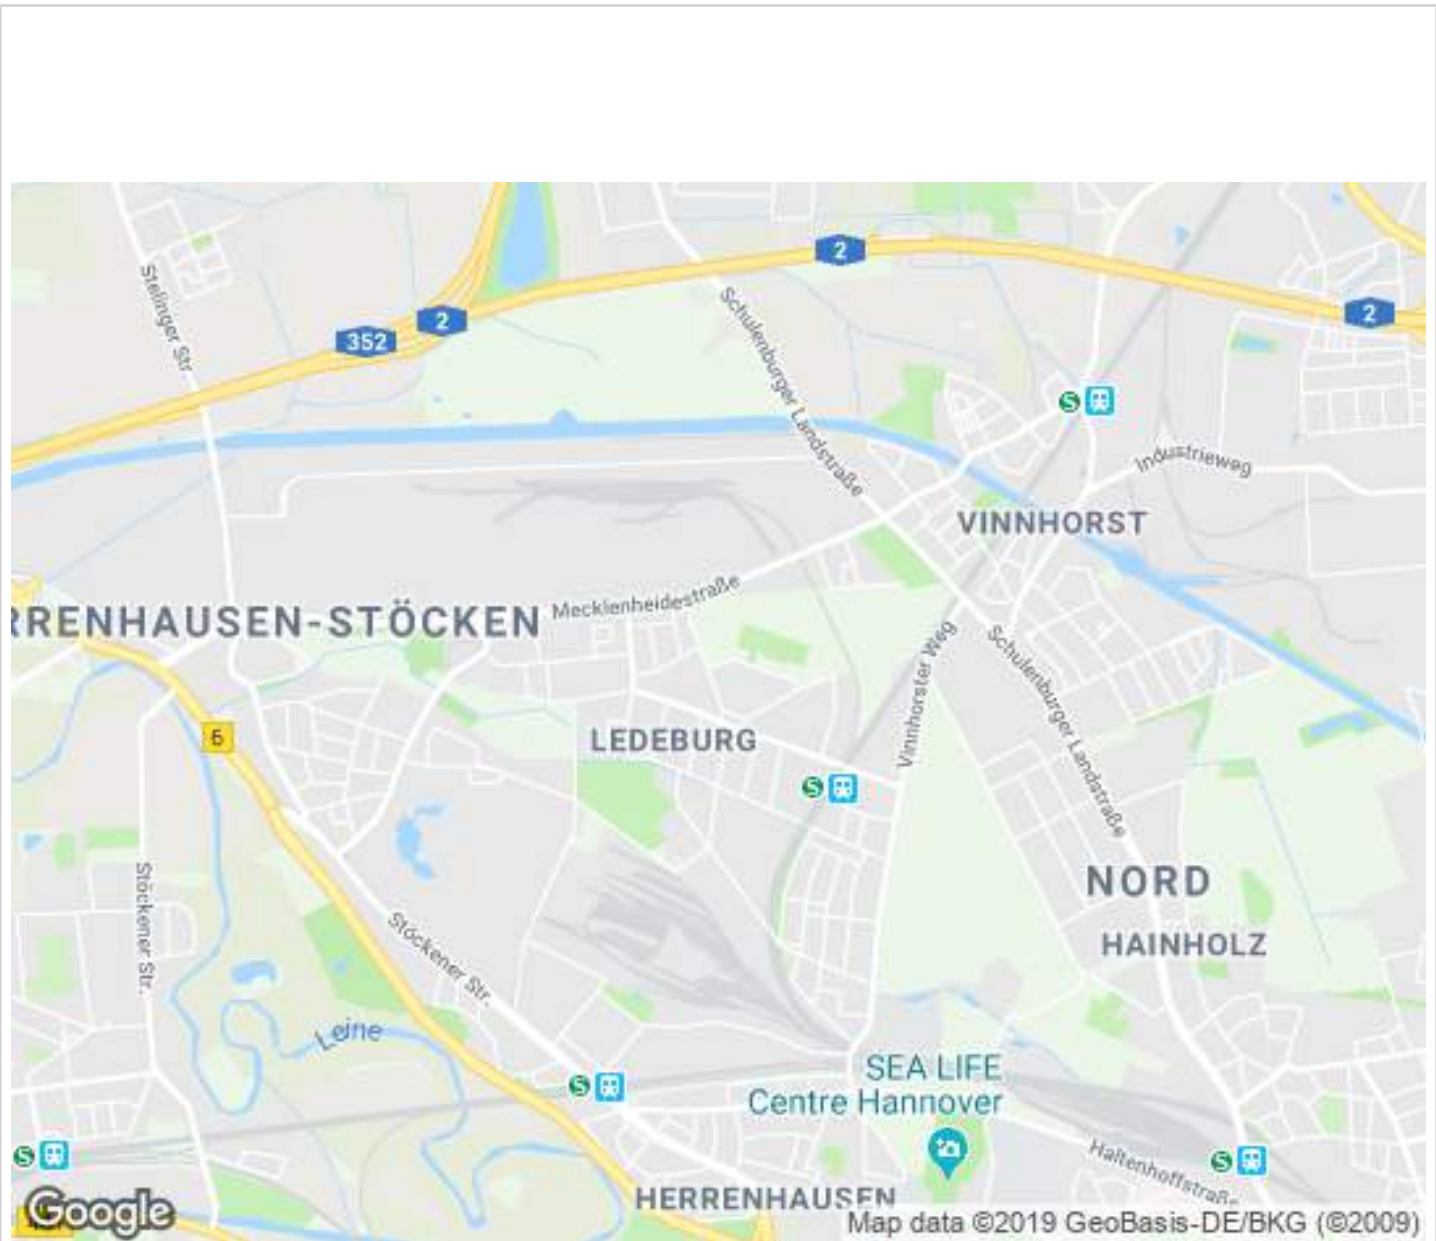 2
2
2
352
Stelinger Str.
Schulenburger Landstraße
S
Industrieweg
VINNHORST
Mecklenheidestraße
RRENHAUSEN-STÖCKEN
Vinnhorster Weg
Schulenburger Landstraße
6
LEDEBURG
S
Stöckener Str.
NORD
Stöckener Str.
HAINHOLZ
Leine
SEA LIFE
Centre Hannover
S
S
Haltenhoffstraße
S
HERRENHAUSEN
Google
Map data ©2019 GeoBasis-DE/BKG (©2009)